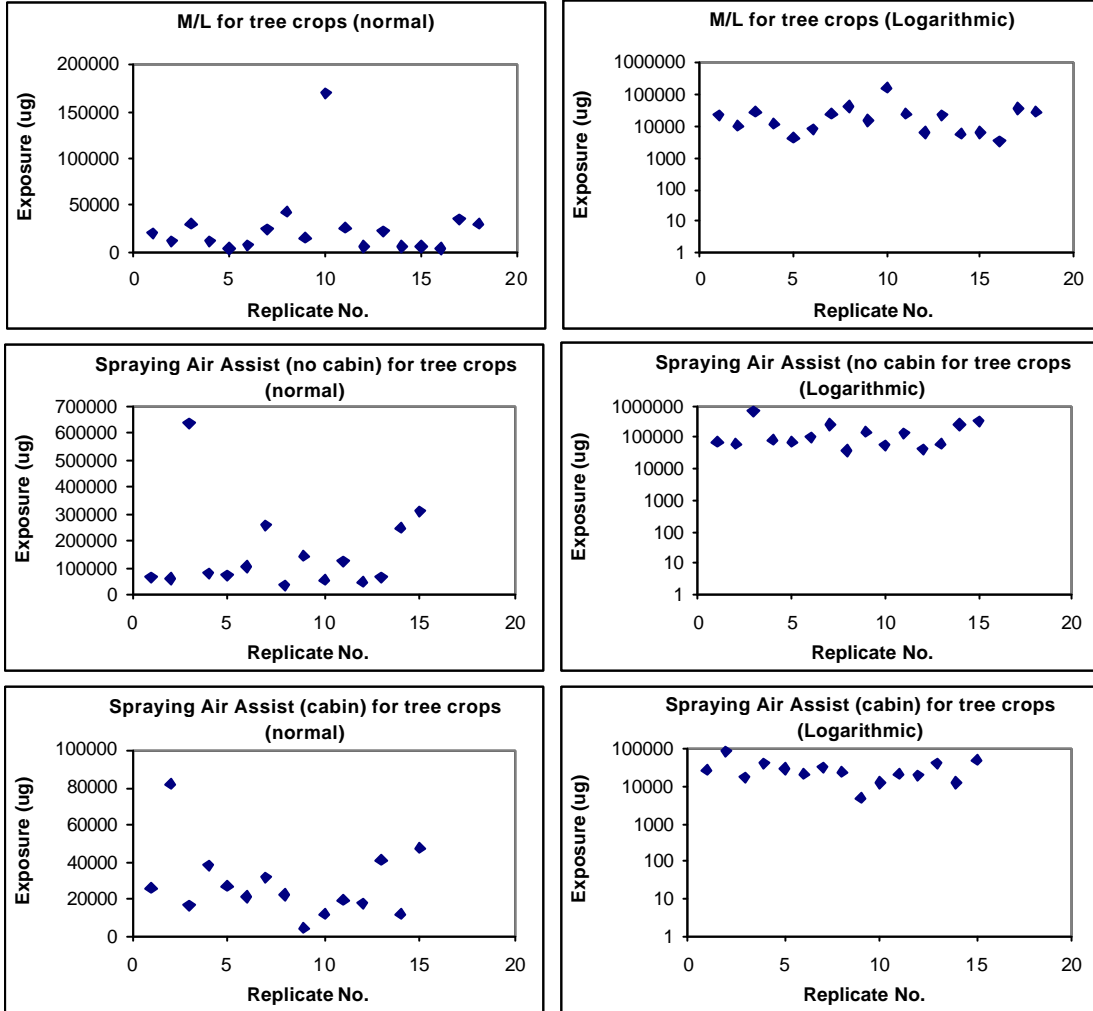 M/L for tree crops (normal)
Exposure (ug)
200000
150000
100000
50000
0
0 5 10 15 20
Replicate No.
M/L for tree crops (Logarithmic)
Exposure (ug)
1000000
100000
10000
1000
100
10
1
0 5 10 15 20
Replicate No.
Spraying Air Assist (no cabin) for tree crops
(normal)
Exposure (ug)
700000
600000
500000
400000
300000
200000
100000
0
0 5 10 15 20
Replicate No.
Spraying Air Assist (no cabin for tree crops
(Logarithmic)
Exposure (ug)
1000000
100000
10000
1000
100
10
1
0 5 10 15 20
Replicate No.
Spraying Air Assist (cabin) for tree crops
(normal)
Exposure (ug)
100000
80000
60000
40000
20000
0
0 5 10 15 20
Replicate No.
Spraying Air Assist (cabin) for tree crops
(Logarithmic)
Exposure (ug)
100000
10000
1000
100
10
1
0 5 10 15 20
Replicate No.